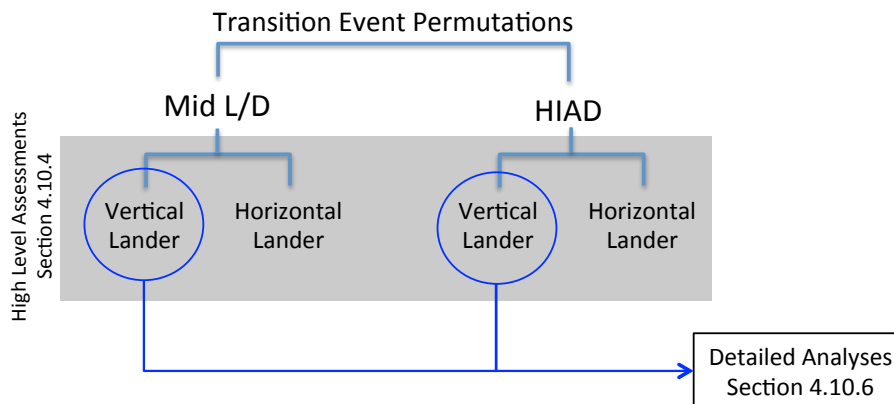 Transition Event Permutations
Mid L/D
HIAD
High Level Assessments
Section 4.10.4
Vertical
Lander
Horizontal
Lander
Vertical
Lander
Horizontal
Lander
Detailed Analyses
Section 4.10.6